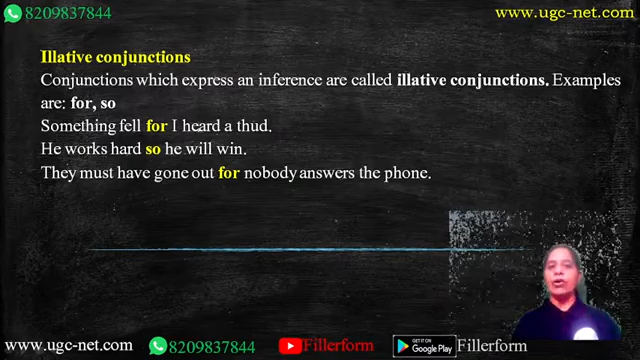 8209837844
www.ugc-net.com
Illative conjunctions
Conjunctions which express an inference are called illative conjunctions. Examples
are: for, so
Something fell for I heard a thud.
He works hard so he will win.
They must have gone out for nobody answers the phone.
www.ugc-net.com 8209837844 Fillerform GET IT ON Google Play Fillerform